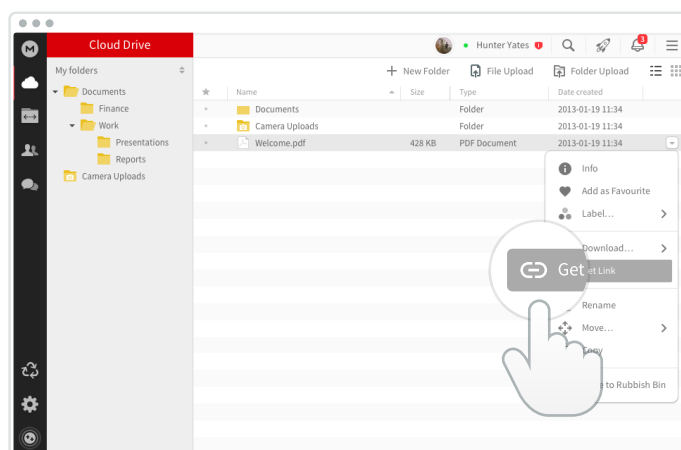 Cloud Drive
Hunter Yates
3
My folders
New Folder
File Upload
Folder Upload
Documents
Finance
Work
Presentations
Reports
Camera Uploads
Name Size Type Date created
Documents Folder 2013-01-19 11:34
Camera Uploads Folder 2013-01-19 11:34
Welcome.pdf 428 KB PDF Document 2013-01-19 11:34
Info
Add as Favourite
Label...
Download...
Get
et Link
Rename
Move...
Copy
to Rubbish Bin